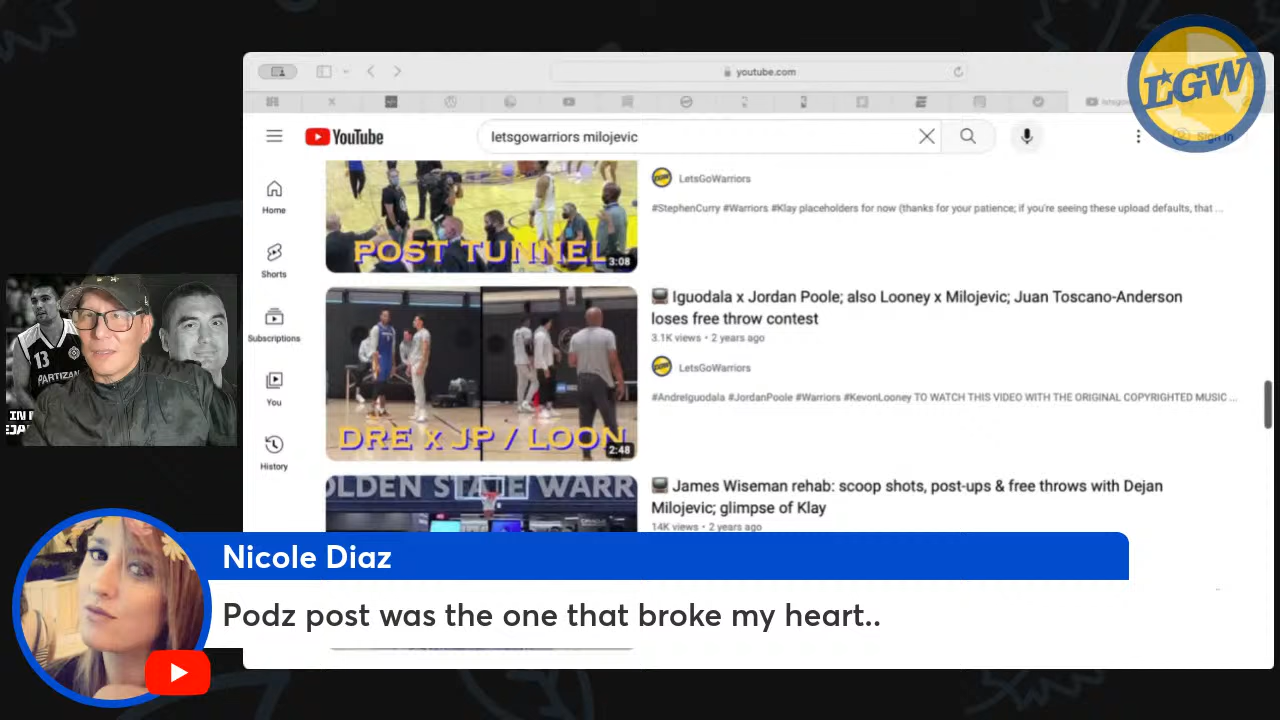 LGW
youtube.com
YouTube
letsgowarriors milojevic
Sign in
Home
Shorts
Subscriptions
You
History
POST TUNNEL
3:08
LetsGoWarriors
#StephenCurry #Warriors #Klay placeholders for now (thanks for your patience; if you're seeing these upload defaults, that ...
DRE x JP / LOON
2:48
Iguodala x Jordan Poole; also Looney x Milojevic; Juan Toscano-Anderson
loses free throw contest
3.1K views • 2 years ago
LetsGoWarriors
#AndreIguodala #JordanPoole #Warriors #KevonLooney TO WATCH THIS VIDEO WITH THE ORIGINAL COPYRIGHTED MUSIC ...
OLDEN STATE WARR
James Wiseman rehab: scoop shots, post-ups & free throws with Dejan
Milojevic; glimpse of Klay
14K views • 2 years ago
13
PARTIZAN
IN
EJA
Nicole Diaz
Podz post was the one that broke my heart..